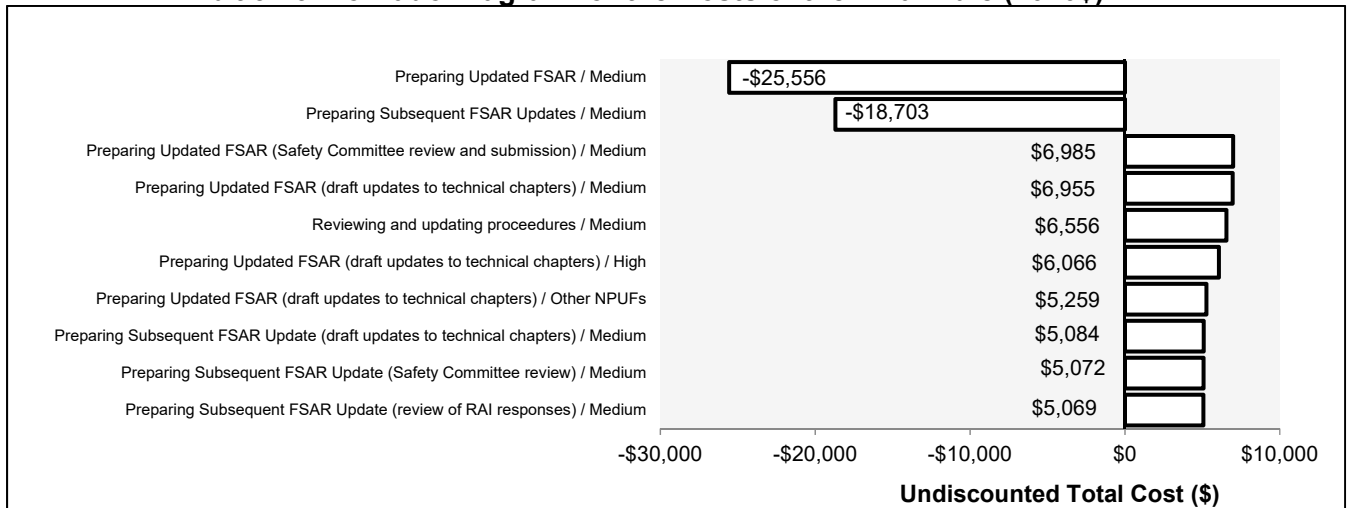 Preparing Updated FSAR / Medium -$25,556
Preparing Subsequent FSAR Updates / Medium -$18,703
Preparing Updated FSAR (Safety Committee review and submission) / Medium $6,985
Preparing Updated FSAR (draft updates to technical chapters) / Medium $6,955
Reviewing and updating proceedures / Medium $6,556
Preparing Updated FSAR (draft updates to technical chapters) / High $6,066
Preparing Updated FSAR (draft updates to technical chapters) / Other NPUFs $5,259
Preparing Subsequent FSAR Update (draft updates to technical chapters) / Medium $5,084
Preparing Subsequent FSAR Update (Safety Committee review) / Medium $5,072
Preparing Subsequent FSAR Update (review of RAI responses) / Medium $5,069
-$30,000 -$20,000 -$10,000 $0 $10,000
Undiscounted Total Cost ($)